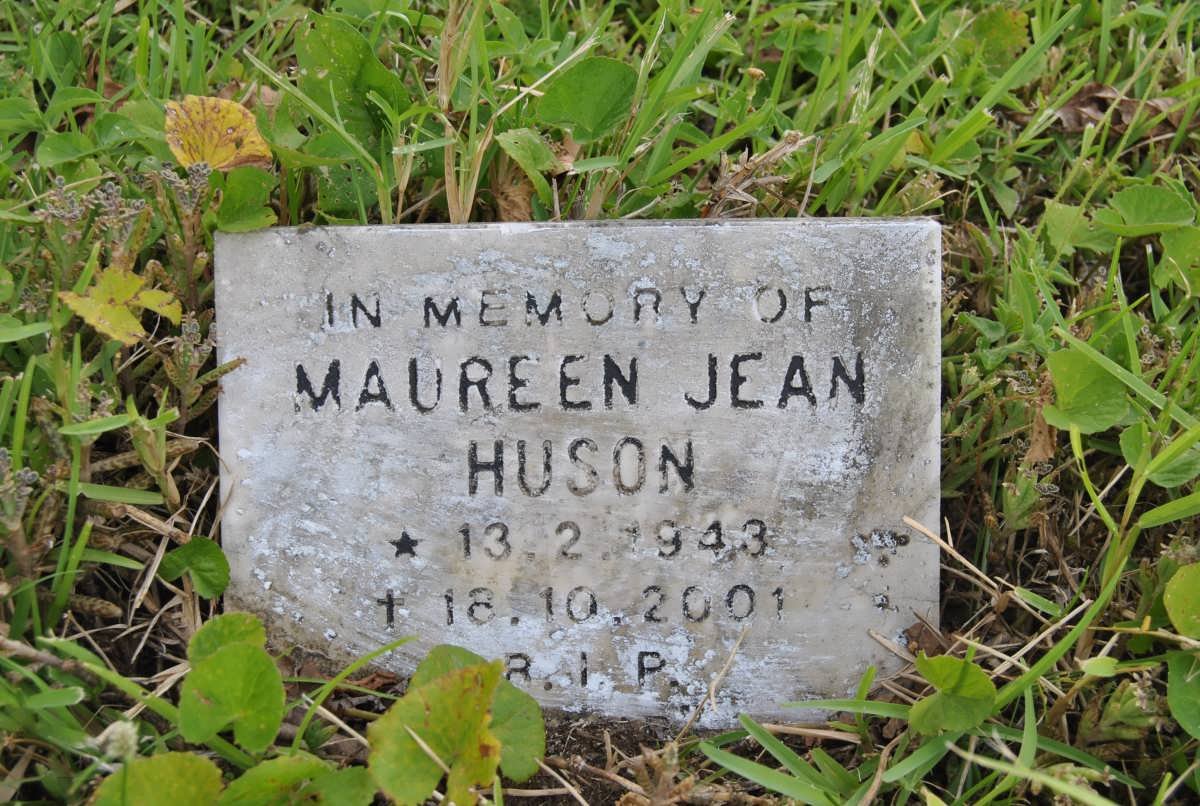 IN MEMORY OF
MAUREEN JEAN
HUSON
★ 13.2.1943
† 18.10.2001
R.I.P.